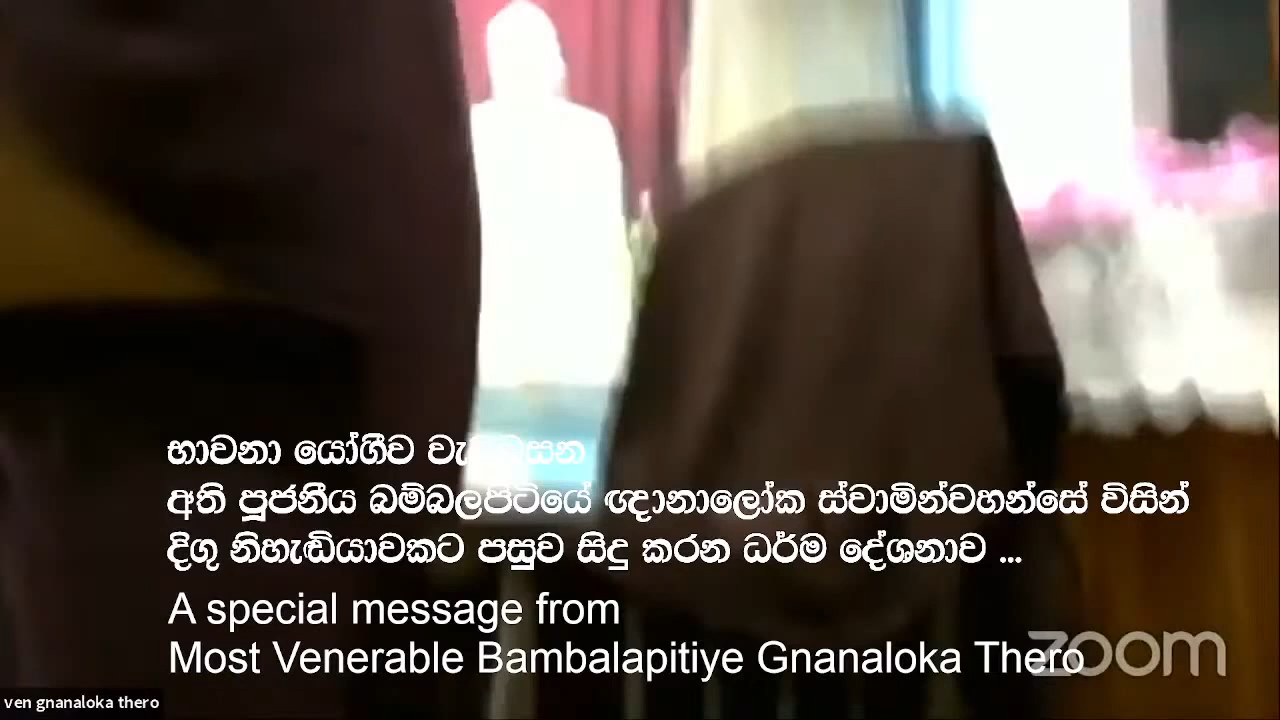 භාවනා යෝගීව වැඩවසන
අති පූජනීය බම්බලපිටියේ ඥානාලෝක ස්වාමින්වහන්සේ විසින්
දිගු නිහැඬියාවකට පසුව සිදු කරන ධර්ම දේශනාව ...
A special message from
Most Venerable Bambalapitiye Gnanaloka Thero
zoom
ven gnanaloka thero